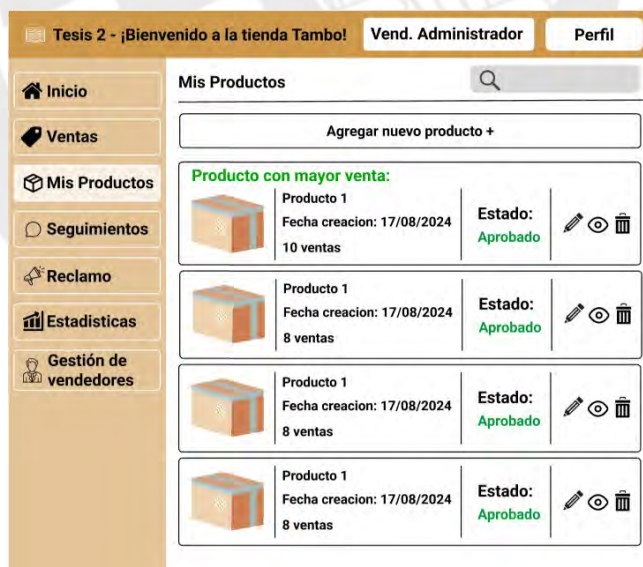 Tesis 2 - ¡Bienvenido a la tienda Tambo!
Vend. Administrador
Perfil
Inicio
Ventas
Mis Productos
Seguimientos
Reclamo
Estadisticas
Gestión de
vendedores
Mis Productos
Agregar nuevo producto +
Producto con mayor venta:
Producto 1
Fecha creacion: 17/08/2024
10 ventas
Estado:
Aprobado
Producto 1
Fecha creacion: 17/08/2024
8 ventas
Estado:
Aprobado
Producto 1
Fecha creacion: 17/08/2024
8 ventas
Estado:
Aprobado
Producto 1
Fecha creacion: 17/08/2024
8 ventas
Estado:
Aprobado